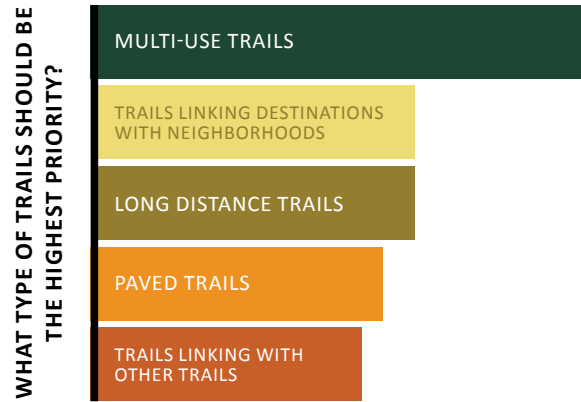 WHAT TYPE OF TRAILS SHOULD BE
THE HIGHEST PRIORITY?
MULTI-USE TRAILS
TRAILS LINKING DESTINATIONS
WITH NEIGHBORHOODS
LONG DISTANCE TRAILS
PAVED TRAILS
TRAILS LINKING WITH
OTHER TRAILS